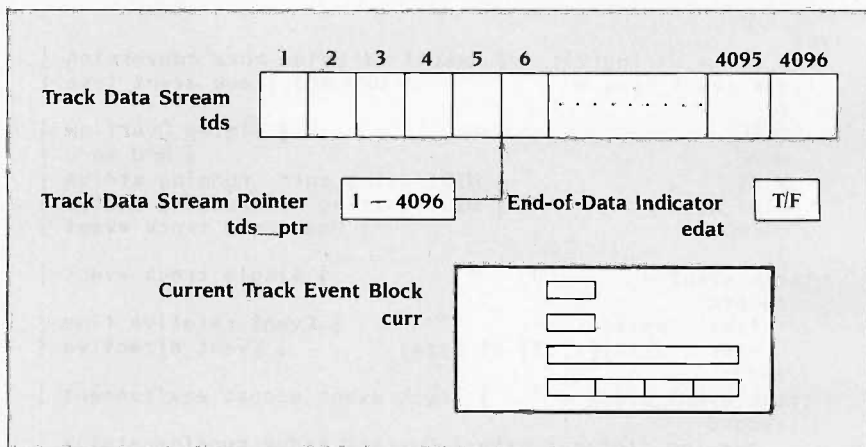 1 2 3 4 5 6 4095 4096
Track Data Stream
tds
Track Data Stream Pointer
tds__ptr
1 – 4096
End-of-Data Indicator
edat
T/F
Current Track Event Block
curr